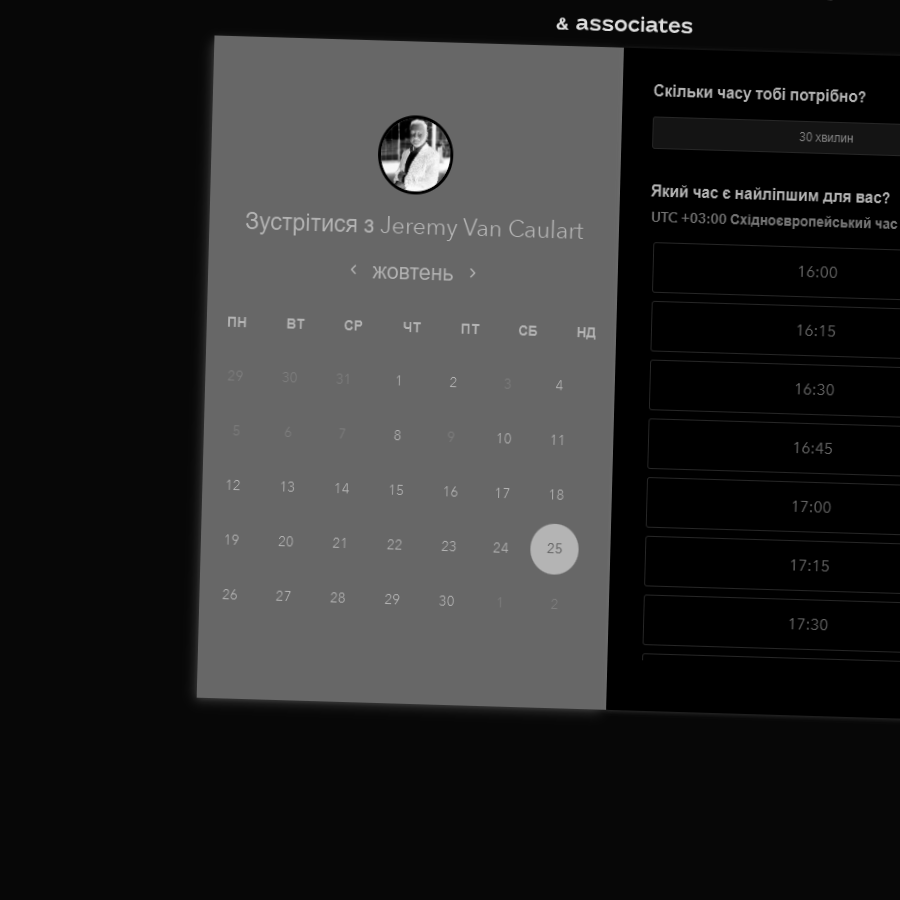 & associates
Зустрітися з Jeremy Van Caulart
‹ жовтень ›
ПН ВТ СР ЧТ ПТ СБ НД
29 30 31 1 2 3 4
5 6 7 8 9 10 11
12 13 14 15 16 17 18
19 20 21 22 23 24 25
26 27 28 29 30 1 2
Скільки часу тобі потрібно?
30 хвилин
Який час є найліпшим для вас?
UTC +03:00 Східноєвропейський час
16:00
16:15
16:30
16:45
17:00
17:15
17:30